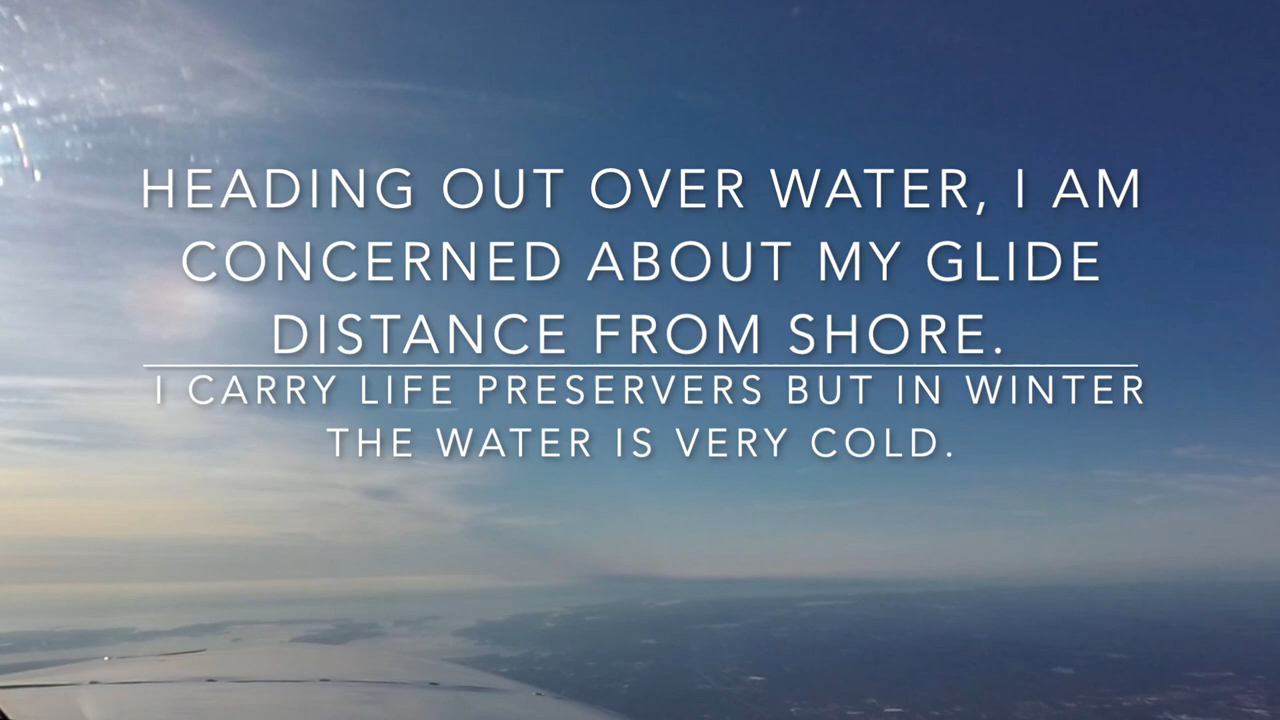 HEADING OUT OVER WATER, I AM
CONCERNED ABOUT MY GLIDE
DISTANCE FROM SHORE.
I CARRY LIFE PRESERVERS BUT IN WINTER
THE WATER IS VERY COLD.